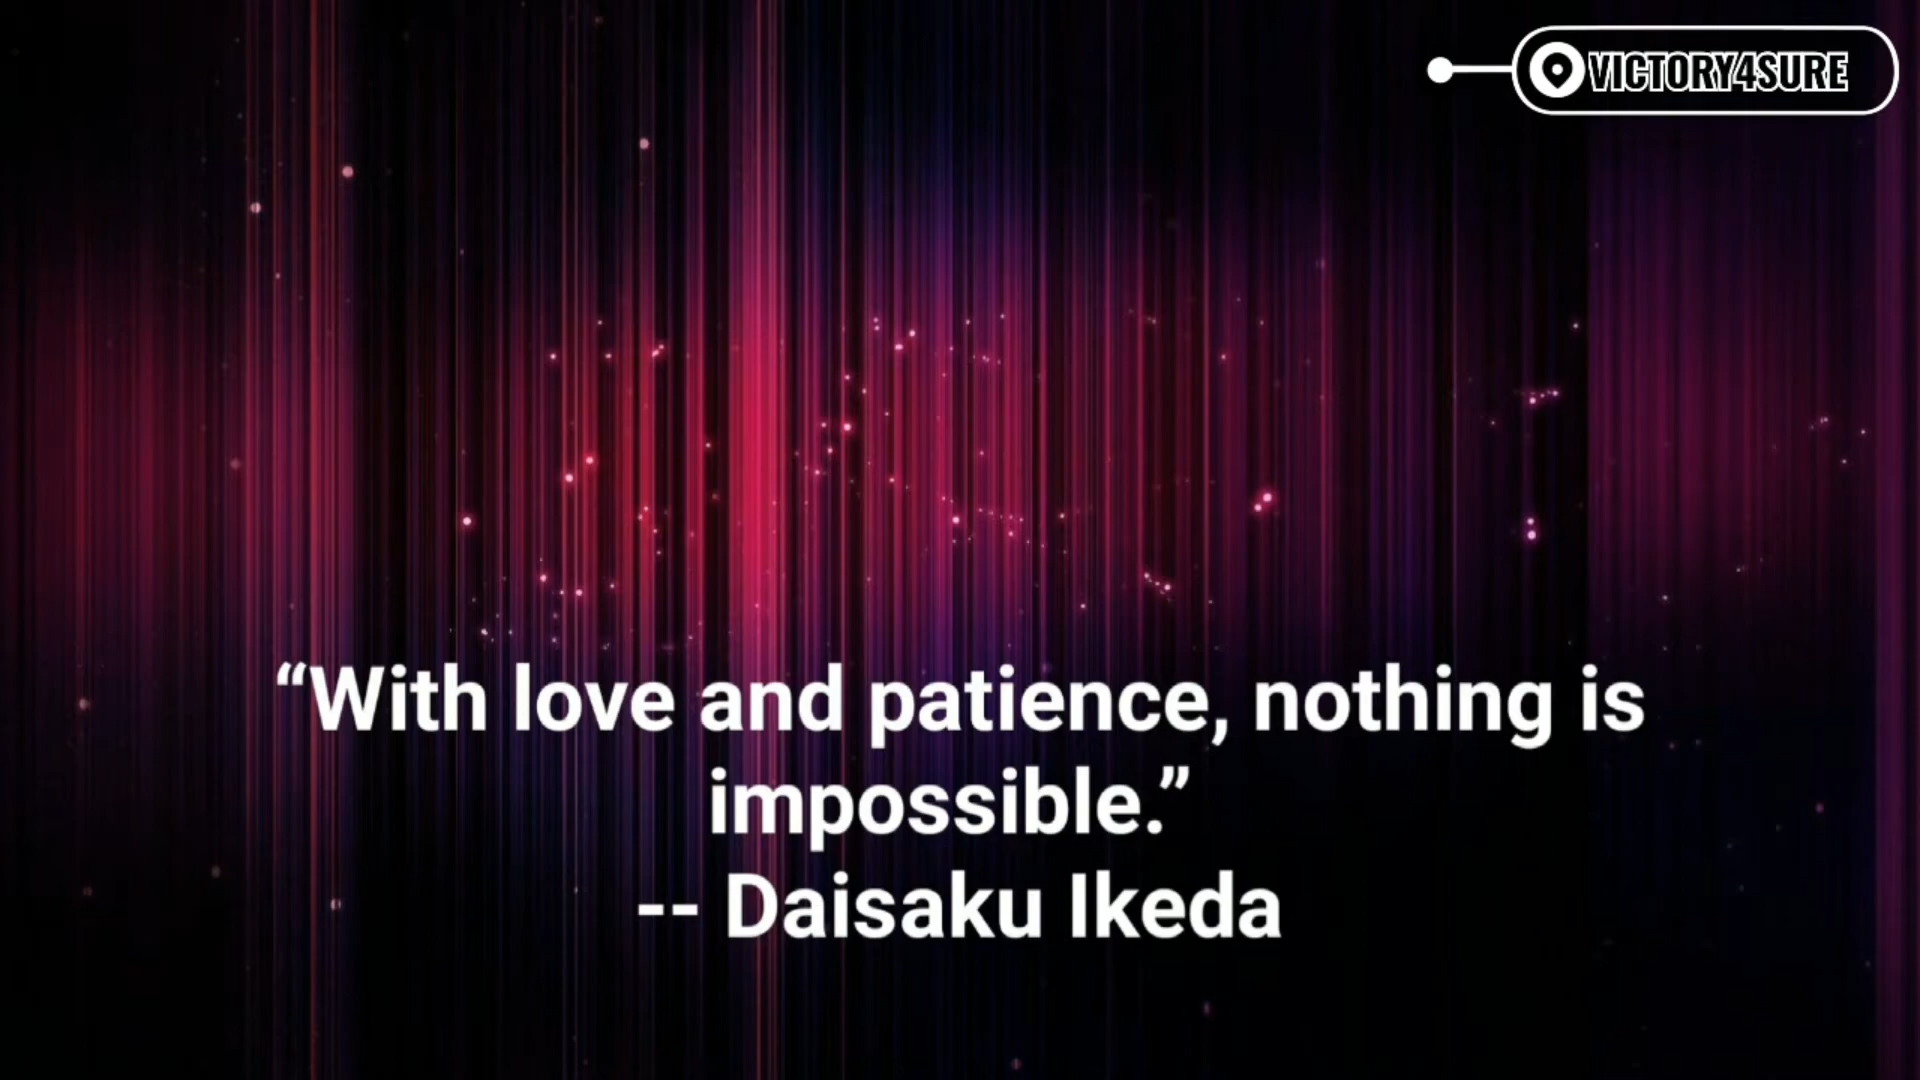 VICTORY4SURE
“With love and patience, nothing is
impossible.”
-- Daisaku Ikeda